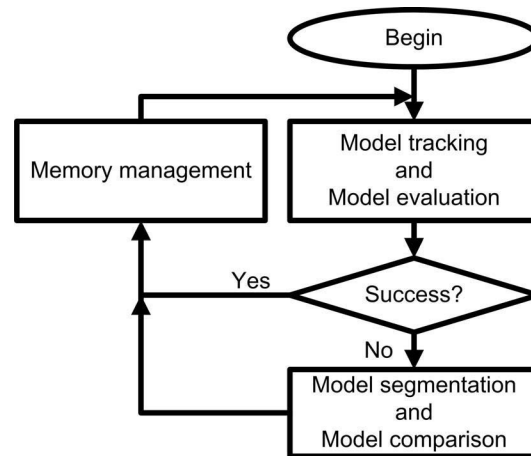 Begin
Memory management
Model tracking
and
Model evaluation
Yes
Success?
No
Model segmentation
and
Model comparison